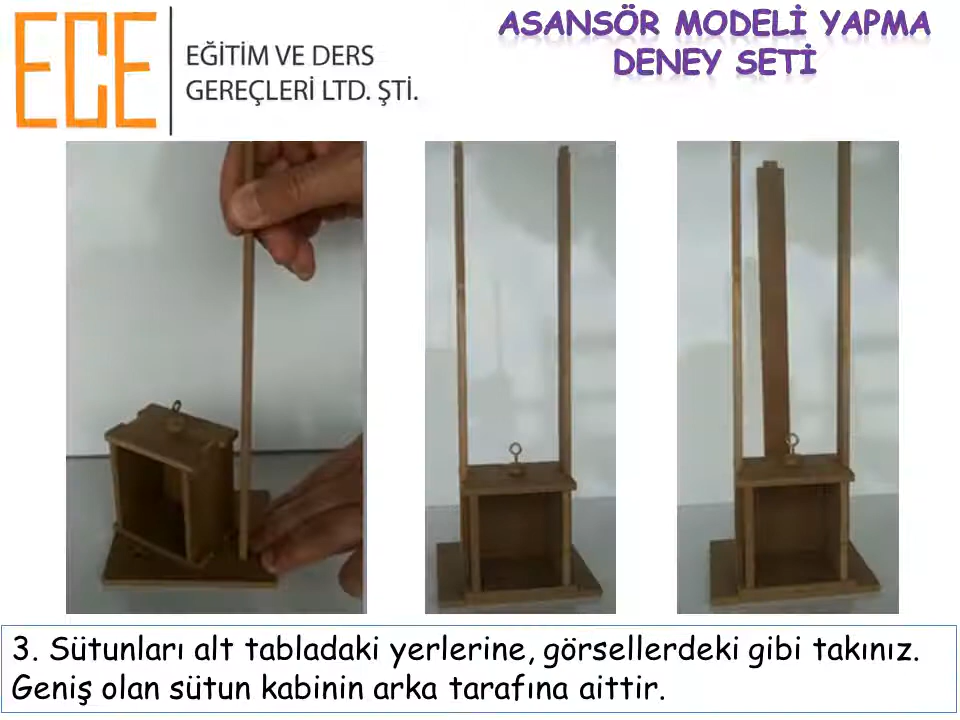 ECE
EĞİTİM VE DERS
GEREÇLERİ LTD. ŞTİ.
ASANSÖR MODELİ YAPMA
DENEY SETİ
3. Sütunları alt tabladaki yerlerine, görsellerdeki gibi takınız.
Geniş olan sütun kabinin arka tarafına aittir.